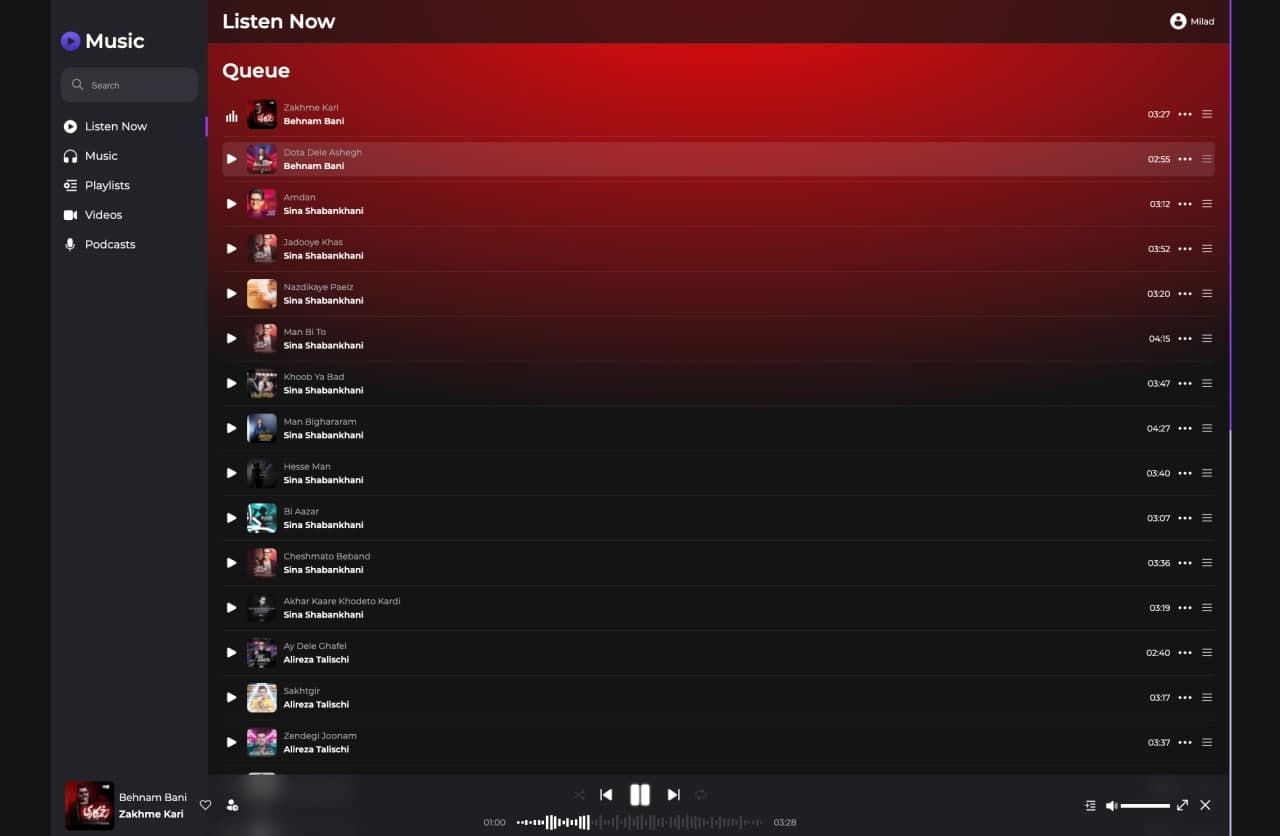 Listen Now
Milad
Music
Search
Listen Now
Music
Playlists
Videos
Podcasts
Queue
Zakhme Kari
Behnam Bani
03:27
Dota Dele Ashegh
Behnam Bani
02:55
Amdan
Sina Shabankhani
03:12
Jadooye Khas
Sina Shabankhani
03:52
Nazdikaye Paeiz
Sina Shabankhani
03:20
Man Bi To
Sina Shabankhani
04:15
Khoob Ya Bad
Sina Shabankhani
03:47
Man Bighararam
Sina Shabankhani
04:27
Hesse Man
Sina Shabankhani
03:40
Bi Aazar
Sina Shabankhani
03:07
Cheshmato Beband
Sina Shabankhani
03:36
Akhar Kaare Khodeto Kardi
Sina Shabankhani
03:19
Ay Dele Ghafel
Alireza Talischi
02:40
Sakhtgir
Alireza Talischi
03:17
Zendegi Joonam
Alireza Talischi
03:37
Behnam Bani
Zakhme Kari
01:00
03:28